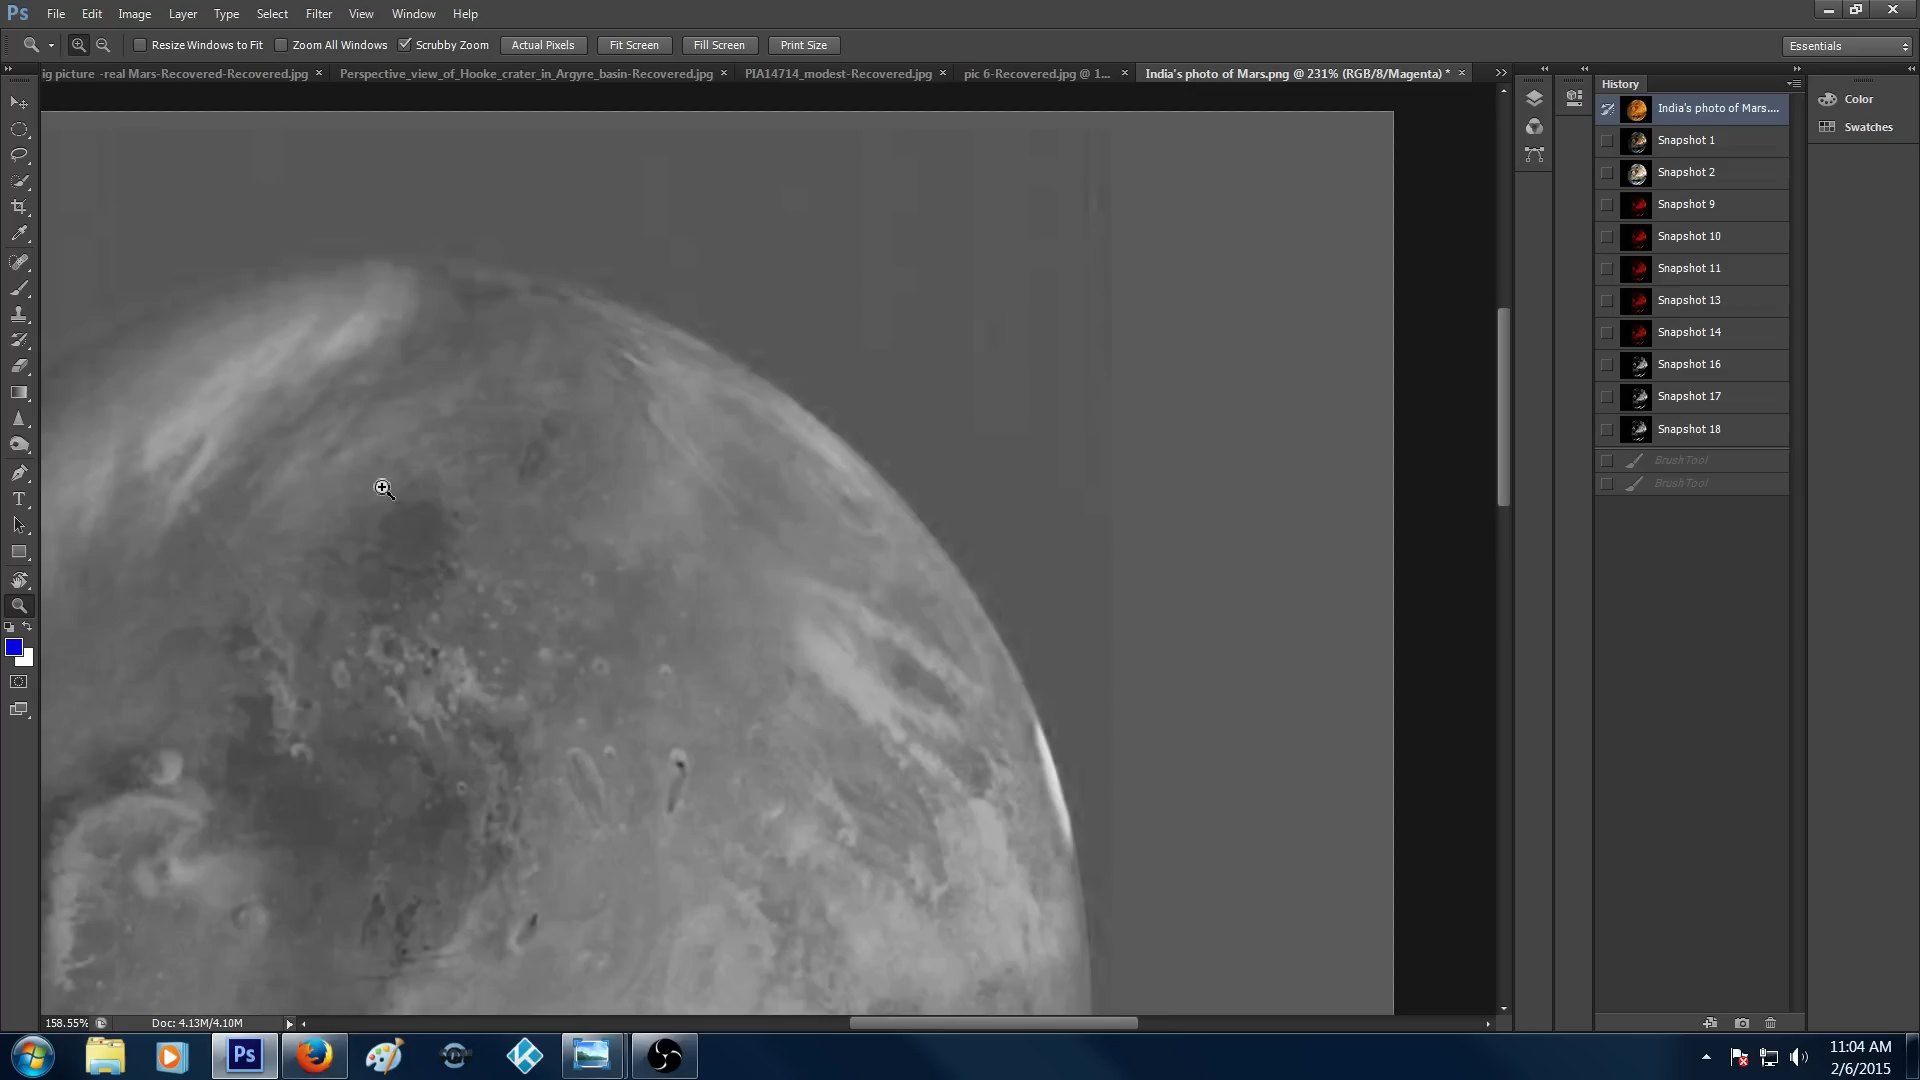 Ps File Edit Image Layer Type Select Filter View Window Help
Resize Windows to Fit Zoom All Windows Scrubby Zoom Actual Pixels Fit Screen Fill Screen Print Size Essentials
ig picture -real Mars-Recovered-Recovered.jpg × Perspective_view_of_Hooke_crater_in_Argyre_basin-Recovered.jpg × PIA14714_modest-Recovered.jpg × pic 6-Recovered.jpg @ 1... × India's photo of Mars.png @ 231% (RGB/8/Magenta) * ×
History
India's photo of Mars....
Snapshot 1
Snapshot 2
Snapshot 9
Snapshot 10
Snapshot 11
Snapshot 13
Snapshot 14
Snapshot 16
Snapshot 17
Snapshot 18
BrushTool
BrushTool
Color
Swatches
T
158.55% Doc: 4.13M/4.10M
Ps
11:04 AM
2/6/2015